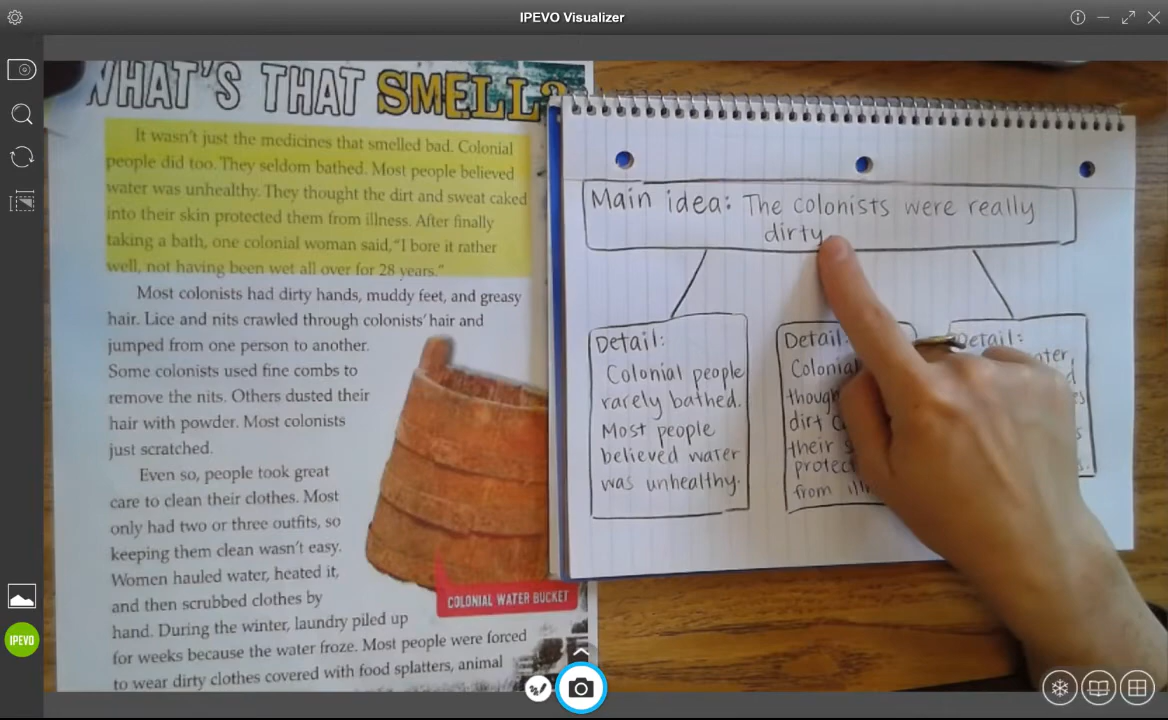 IPEVO Visualizer
WHAT'S THAT SMELL?
It wasn't just the medicines that smelled bad. Colonial
people did too. They seldom bathed. Most people believed
water was unhealthy. They thought the dirt and sweat caked
into their skin protected them from illness. After finally
taking a bath, one colonial woman said, "I bore it rather
well, not having been wet all over for 28 years."
Most colonists had dirty hands, muddy feet, and greasy
hair. Lice and nits crawled through colonists' hair and
jumped from one person to another.
Some colonists used fine combs to
remove the nits. Others dusted their
hair with powder. Most colonists
just scratched.
Even so, people took great
care to clean their clothes. Most
only had two or three outfits, so
keeping them clean wasn't easy.
Women hauled water, heated it,
and then scrubbed clothes by
hand. During the winter, laundry piled up
for weeks because the water froze. Most people were forced
to wear dirty clothes covered with food splatters, animal
COLONIAL WATER BUCKET
Main idea: The colonists were really
dirty.
Detail:
Colonial people
rarely bathed.
Most people
believed water
was unhealthy.
Detail:
Colonial
though
dirt
their
protec
from
Detail:
IPEVO